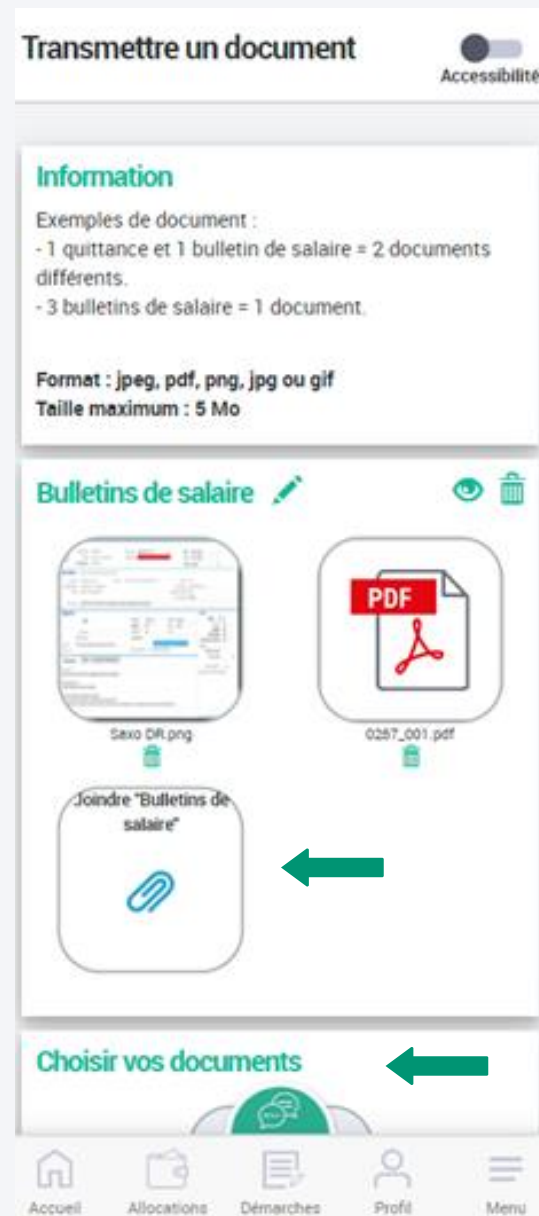 Transmettre un document
Accessibilité
Information
Exemples de document :
- 1 quittance et 1 bulletin de salaire = 2 documents
différents.
- 3 bulletins de salaire = 1 document.
Format : jpeg, pdf, png, jpg ou gif
Taille maximum : 5 Mo
Bulletins de salaire
PDF
Saxo DR.png
0267_001.pdf
Joindre "Bulletins de
salaire"
Choisir vos documents
Accueil
Allocations
Démarches
Profil
Menu